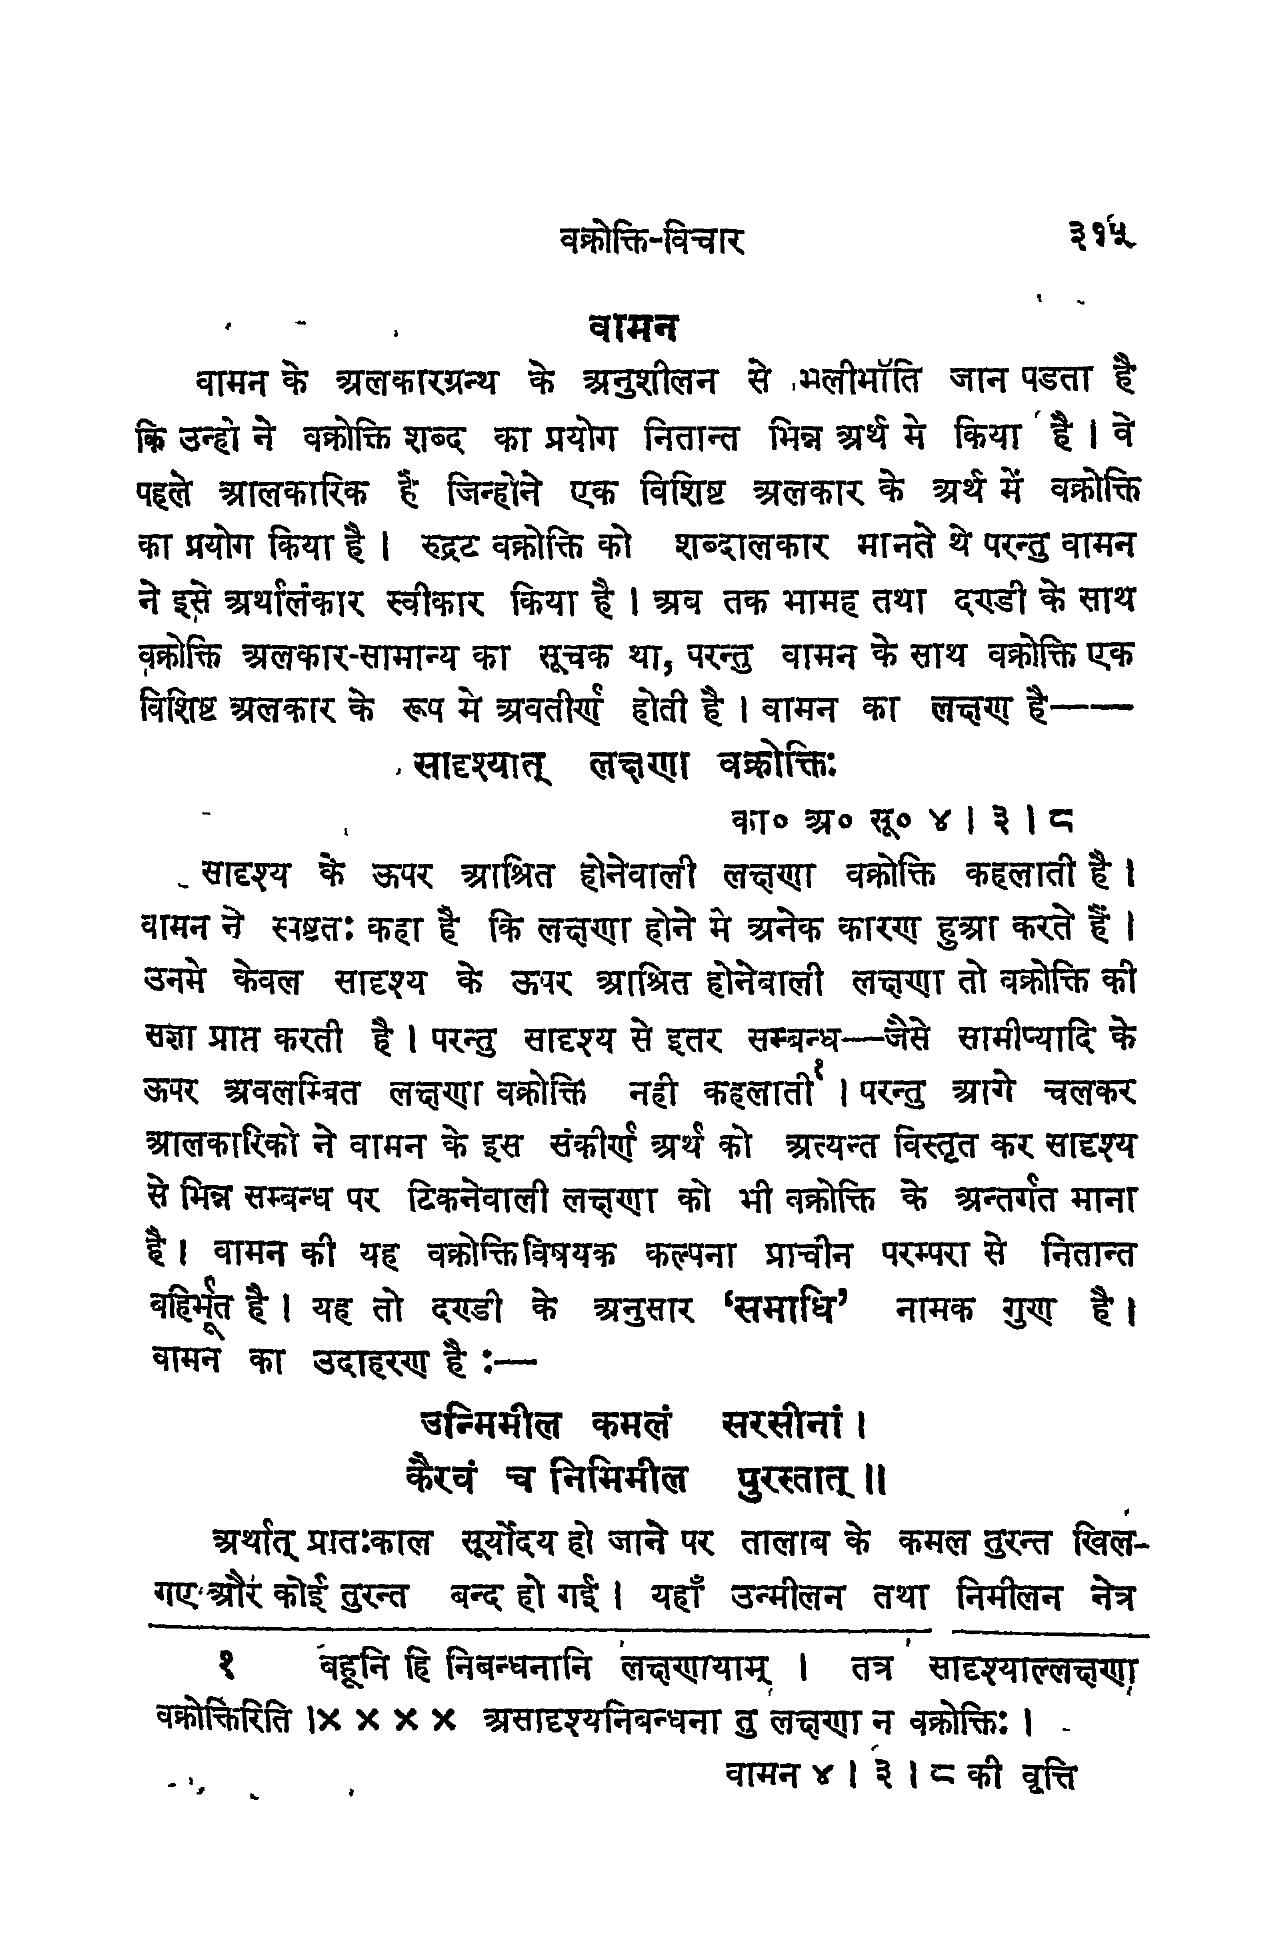 वक्रोक्ति-विचार ३१५
वामन
वामन के अलकारग्रन्थ के अनुशीलन से भलीभॉति जान पडता है
कि उन्हो ने वक्रोक्ति शब्द का प्रयोग नितान्त भिन्न अर्थ मे किया है । वे
पहले आलकारिक है जिन्होने एक विशिष्ट अलकार के अर्थ में वक्रोक्ति
का प्रयोग किया है । रुद्रट वक्रोक्ति को शब्दालकार मानते थे परन्तु वामन
ने इसे अर्थालंकार स्वीकार किया है । अब तक भामह तथा दण्डी के साथ
वक्रोक्ति अलकार-सामान्य का सूचक था, परन्तु वामन के साथ वक्रोक्ति एक
विशिष्ट अलकार के रूप मे अवतीर्ण होती है । वामन का लक्षण है——
सादृश्यात् लक्षणा वक्रोक्तिः
का० अ० सू० ४ । ३ । ८
सादृश्य के ऊपर आश्रित होनेवाली लक्षणा वक्रोक्ति कहलाती है ।
वामन ने स्पष्टतः कहा है कि लक्षणा होने मे अनेक कारण हुआ करते हैं ।
उनमे केवल सादृश्य के ऊपर आश्रित होनेवाली लक्षणा तो वक्रोक्ति की
सज्ञा प्राप्त करती है । परन्तु सादृश्य से इतर सम्बन्ध—जैसे सामीप्यादि के
ऊपर अवलम्बित लक्षणा वक्रोक्ति नही कहलाती१ । परन्तु आगे चलकर
आलकारिको ने वामन के इस संकीर्ण अर्थ को अत्यन्त विस्तृत कर सादृश्य
से भिन्न सम्बन्ध पर टिकनेवाली लक्षणा को भी वक्रोक्ति के अन्तर्गत माना
है । वामन की यह वक्रोक्तिविषयक कल्पना प्राचीन परम्परा से नितान्त
बहिर्भूत है । यह तो दण्डी के अनुसार ‘समाधि’ नामक गुण है ।
वामन का उदाहरण है :—
उन्मिमील कमलं सरसीनां ।
कैरवं च निमिमील पुरस्तात् ॥
अर्थात् प्रातःकाल सूर्योदय हो जाने पर तालाब के कमल तुरन्त खिल-
गए और कोई तुरन्त बन्द हो गई । यहाँ उन्मीलन तथा निमीलन नेत्र
१ बहूनि हि निबन्धनानि लक्षणायाम् । तत्र सादृश्याल्लक्षणा
वक्रोक्तिरिति ।× × × × असादृश्यनिबन्धना तु लक्षणा न वक्रोक्तिः ।
वामन ४ । ३ । ८ की वृत्ति